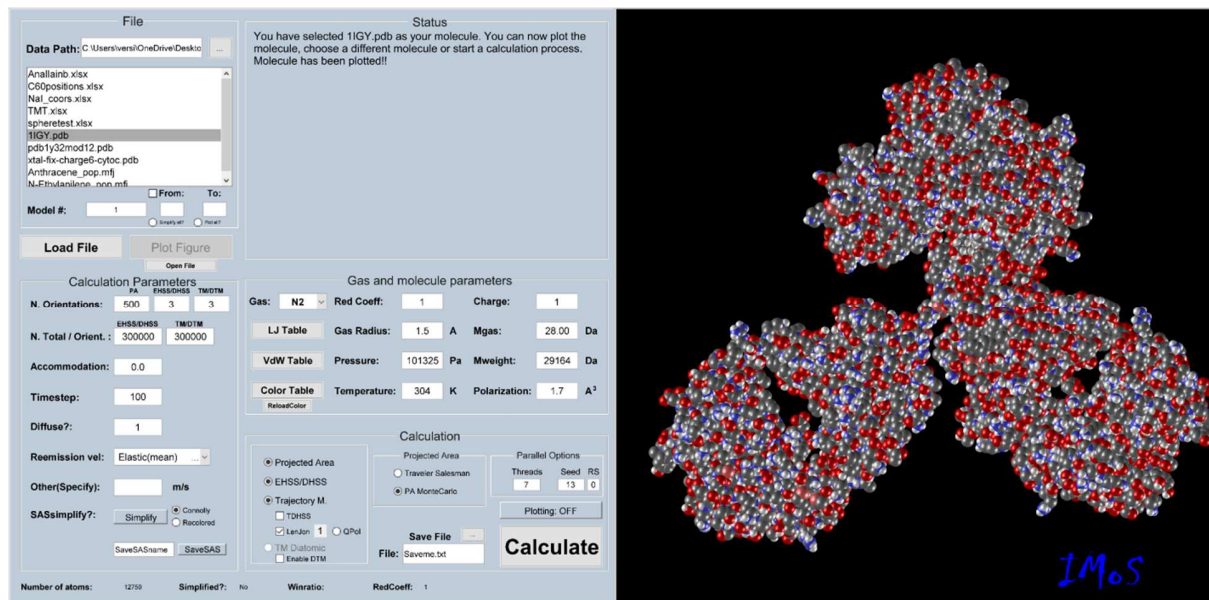 File
Data Path: C:\Users\versi\OneDrive\Deskto ...
Anallainb.xlsx
C60positions.xlsx
NaI_coors.xlsx
TMT.xlsx
spheretest.xlsx
1IGY.pdb
pdb1y32mod12.pdb
xtal-fix-charge6-cytoc.pdb
Anthracene_pop.mfj
N-Ethylanilene_pop.mfj
From: To:
Model #: 1
Simplify all? Plot all?
Load File Plot Figure
Open File
Status
You have selected 1IGY.pdb as your molecule. You can now plot the
molecule, choose a different molecule or start a calculation process.
Molecule has been plotted!!
Calculation Parameters
PA EHSS/DHSS TM/DTM
N. Orientations: 500 3 3
EHSS/DHSS TM/DTM
N. Total / Orient. : 300000 300000
Accommodation: 0.0
Timestep: 100
Diffuse?: 1
Reemission vel: Elastic(mean) ...
Other(Specify): m/s
SASsimplify?: Simplify Connolly
Recolored
SaveSASname SaveSAS
Gas and molecule parameters
Gas: N2 Red Coeff: 1 Charge: 1
LJ Table Gas Radius: 1.5 A Mgas: 28.00 Da
VdW Table Pressure: 101325 Pa Mweight: 29164 Da
Color Table Temperature: 304 K Polarization: 1.7 A³
ReloadColor
Calculation
Projected Area
EHSS/DHSS
Trajectory M.
TDHSS
LenJon 1 QPol
TM Diatomic
Enable DTM
Projected Area
Traveler Salesman
PA MonteCarlo
Parallel Options
Threads Seed RS
7 13 0
Plotting: OFF
Save File ...
File: Saveme.txt
Calculate
Number of atoms: 12750 Simplified?: No Winratio: RedCoeff: 1
IMoS